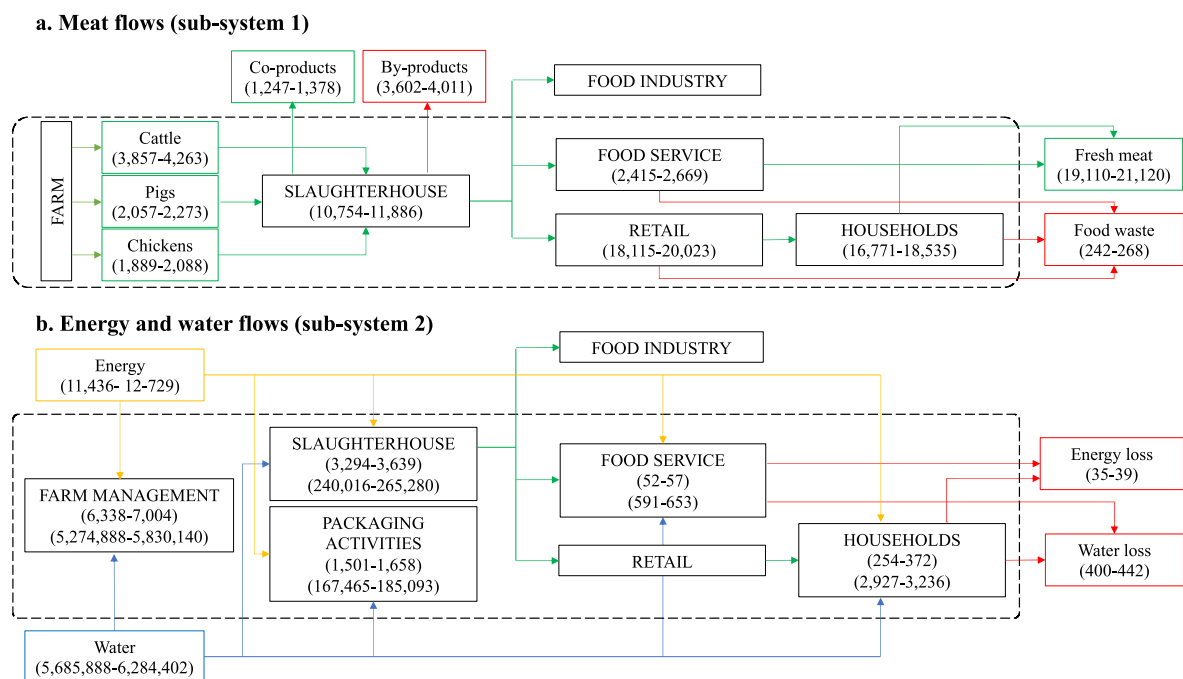 a. Meat flows (sub-system 1)
Co-products
(1,247-1,378)
By-products
(3,602-4,011)
FOOD INDUSTRY
FARM
Cattle
(3,857-4,263)
Pigs
(2,057-2,273)
Chickens
(1,889-2,088)
SLAUGHTERHOUSE
(10,754-11,886)
FOOD SERVICE
(2,415-2,669)
RETAIL
(18,115-20,023)
HOUSEHOLDS
(16,771-18,535)
Fresh meat
(19,110-21,120)
Food waste
(242-268)
b. Energy and water flows (sub-system 2)
Energy
(11,436- 12-729)
FOOD INDUSTRY
FARM MANAGEMENT
(6,338-7,004)
(5,274,888-5,830,140)
SLAUGHTERHOUSE
(3,294-3,639)
240,016-265,280)
PACKAGING
ACTIVITIES
(1,501-1,658)
(167,465-185,093)
FOOD SERVICE
(52-57)
(591-653)
RETAIL
HOUSEHOLDS
(254-372)
(2,927-3,236)
Energy loss
(35-39)
Water loss
(400-442)
Water
(5,685,888-6,284,402)